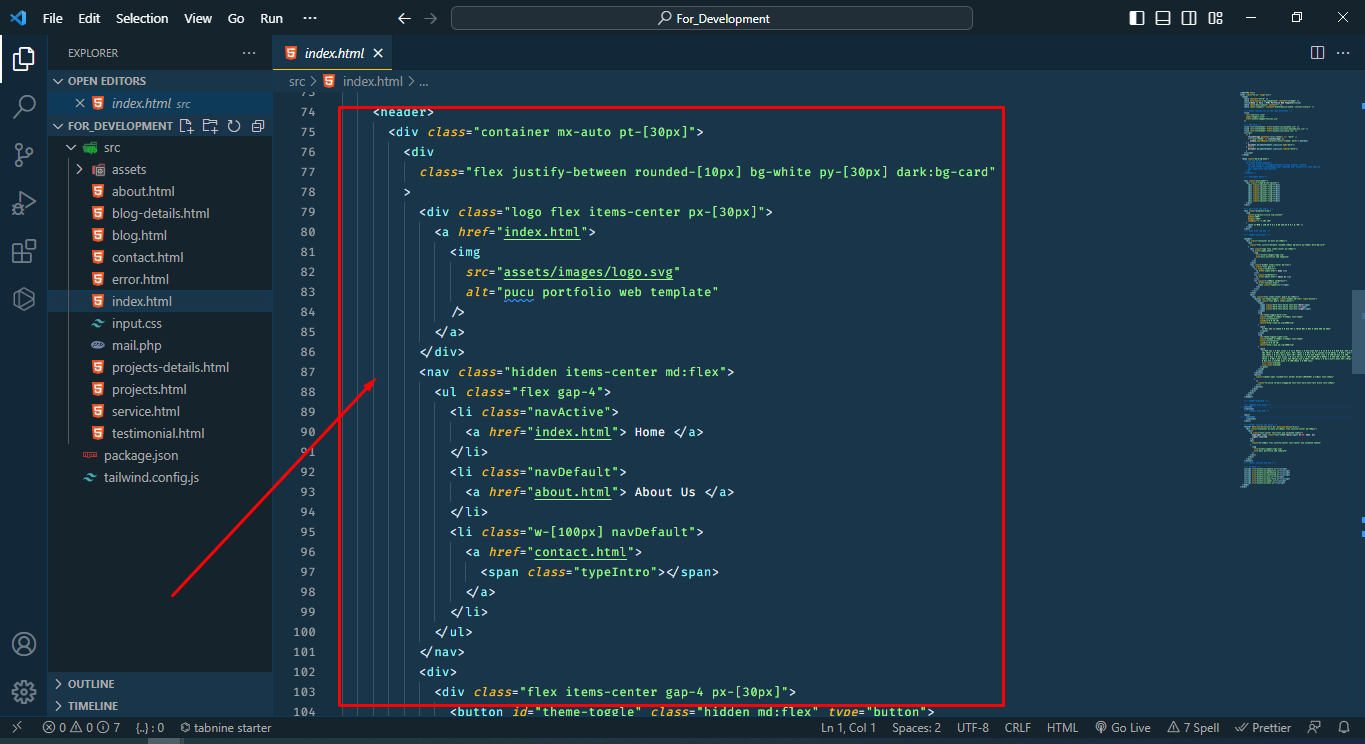 File Edit Selection View Go Run ··· For_Development
EXPLORER ···
OPEN EDITORS
index.html src
FOR_DEVELOPMENT
src
assets
about.html
blog-details.html
blog.html
contact.html
error.html
index.html
input.css
mail.php
projects-details.html
projects.html
service.html
testimonial.html
package.json
tailwind.config.js
OUTLINE
TIMELINE
index.html
src > index.html > ...
74 <header>
75 <div class="container mx-auto pt-[30px]">
76 <div
77 class="flex justify-between rounded-[10px] bg-white py-[30px] dark:bg-card"
78 >
79 <div class="logo flex items-center px-[30px]">
80 <a href="index.html">
81 <img
82 src="assets/images/logo.svg"
83 alt="pucu portfolio web template"
84 />
85 </a>
86 </div>
87 <nav class="hidden items-center md:flex">
88 <ul class="flex gap-4">
89 <li class="navActive">
90 <a href="index.html"> Home </a>
91 </li>
92 <li class="navDefault">
93 <a href="about.html"> About Us </a>
94 </li>
95 <li class="w-[100px] navDefault">
96 <a href="contact.html">
97 <span class="typeIntro"></span>
98 </a>
99 </li>
100 </ul>
101 </nav>
102 <div>
103 <div class="flex items-center gap-4 px-[30px]">
104 <button id="theme-toggle" class="hidden md:flex" type="button">
0 0 7 {..} : 0 tabnine starter Ln 1, Col 1 Spaces: 2 UTF-8 CRLF HTML Go Live 7 Spell Prettier